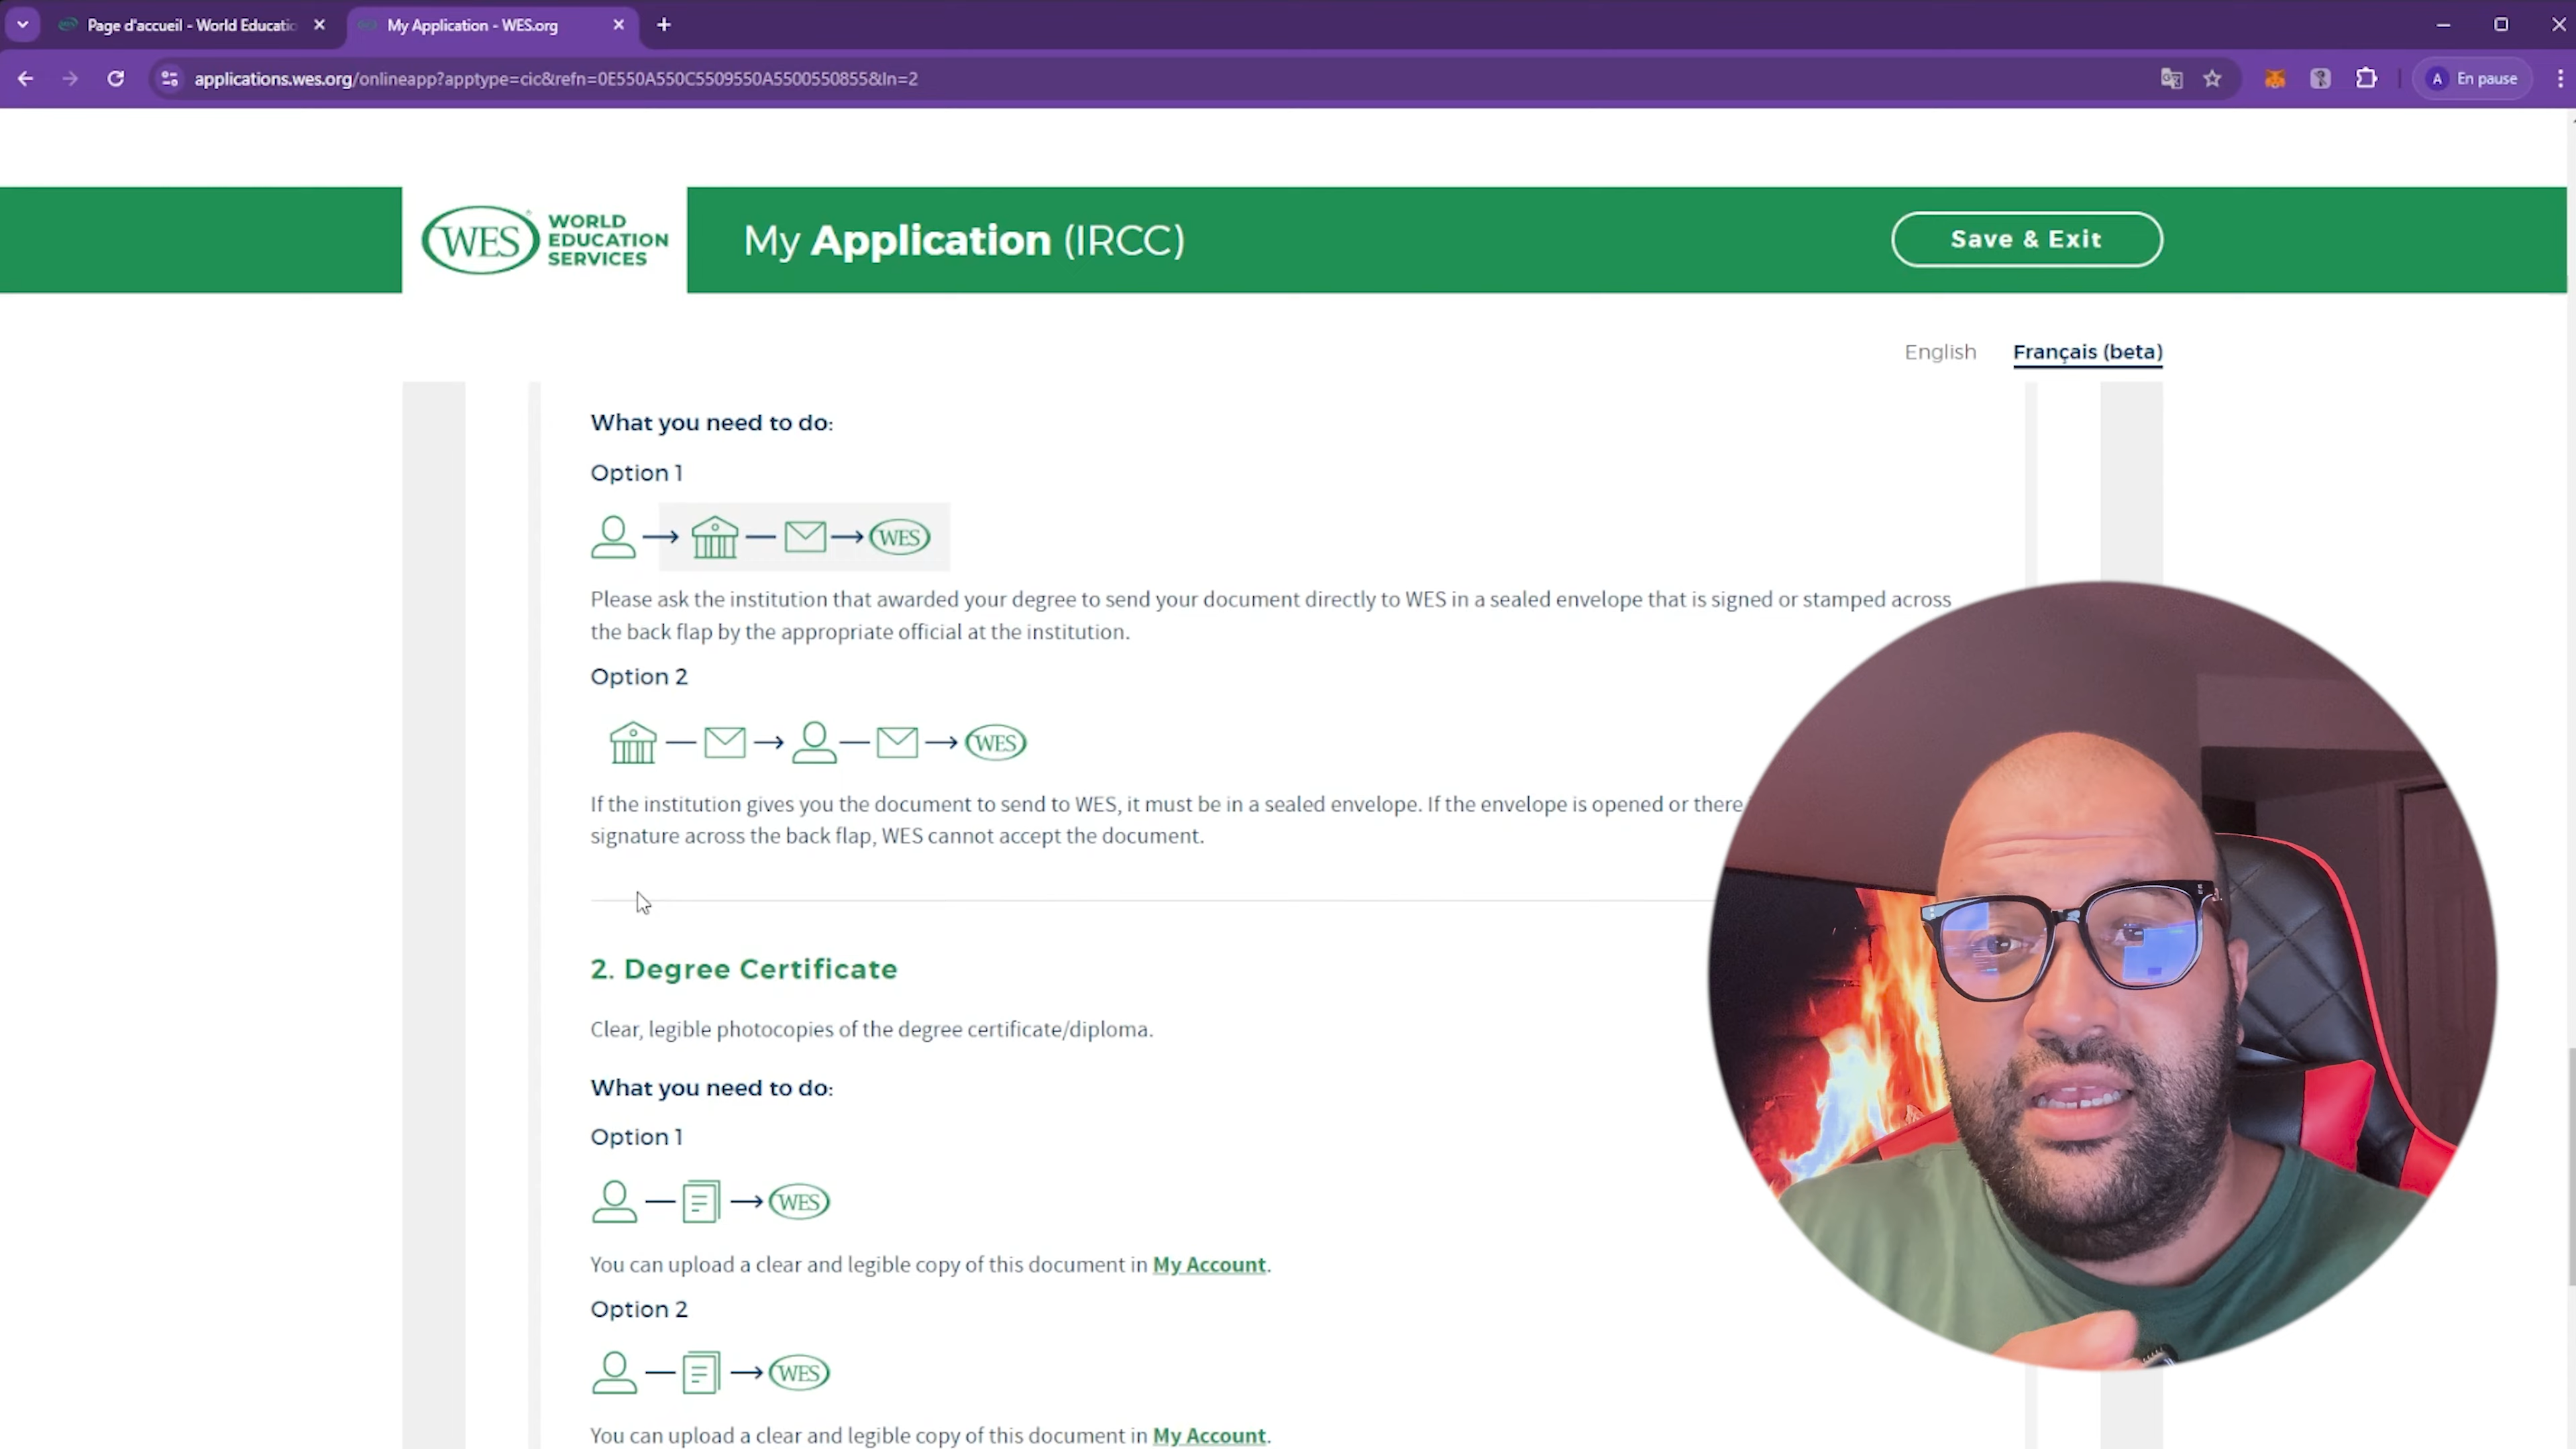 Page d'accueil - World Educatio
My Application - WES.org
applications.wes.org/onlineapp?apptype=cic&refn=0E550A550C5509550A5500550855&ln=2
A
En pause
WES
WORLD
EDUCATION
SERVICES
My Application (IRCC)
Save & Exit
English
Français (beta)
What you need to do:
Option 1
WES
Please ask the institution that awarded your degree to send your document directly to WES in a sealed envelope that is signed or stamped across
the back flap by the appropriate official at the institution.
Option 2
WES
If the institution gives you the document to send to WES, it must be in a sealed envelope. If the envelope is opened or there
signature across the back flap, WES cannot accept the document.
2. Degree Certificate
Clear, legible photocopies of the degree certificate/diploma.
What you need to do:
Option 1
WES
You can upload a clear and legible copy of this document in My Account.
Option 2
WES
You can upload a clear and legible copy of this document in My Account.